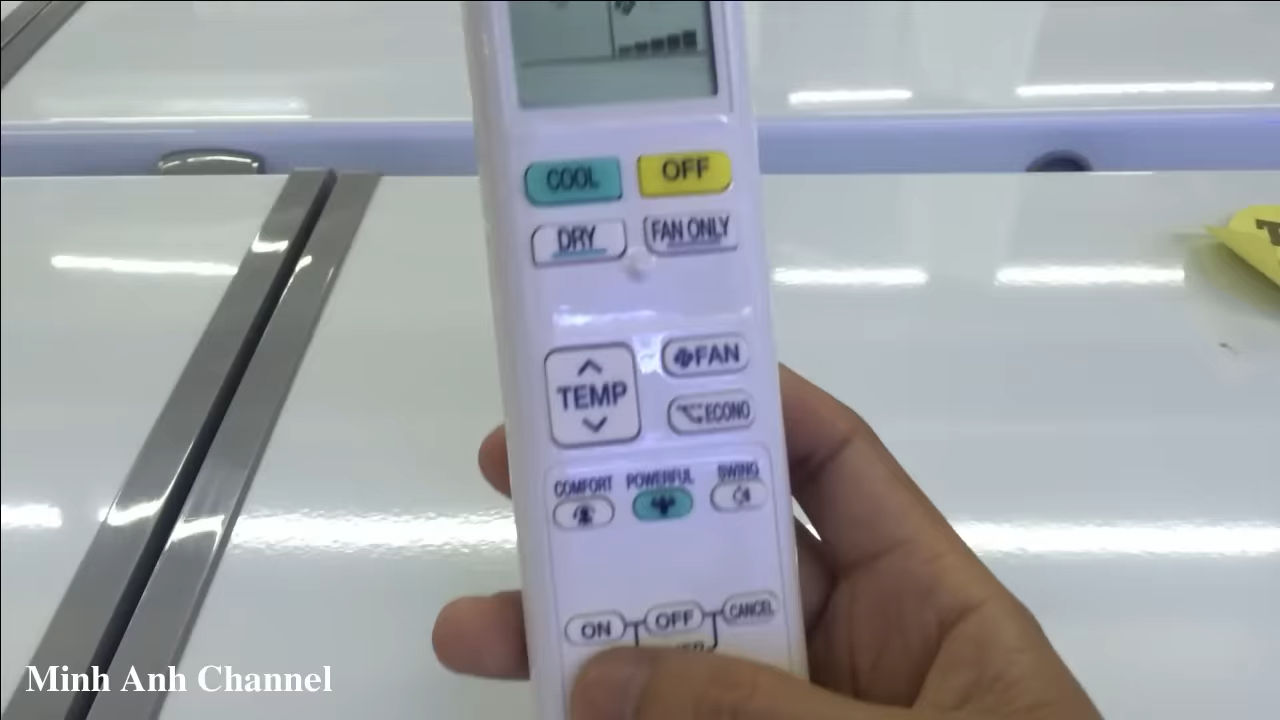 COOL OFF
DRY FAN ONLY
FAN
TEMP
ECONO
COMFORT POWERFUL SWING
ON OFF CANCEL
Minh Anh Channel